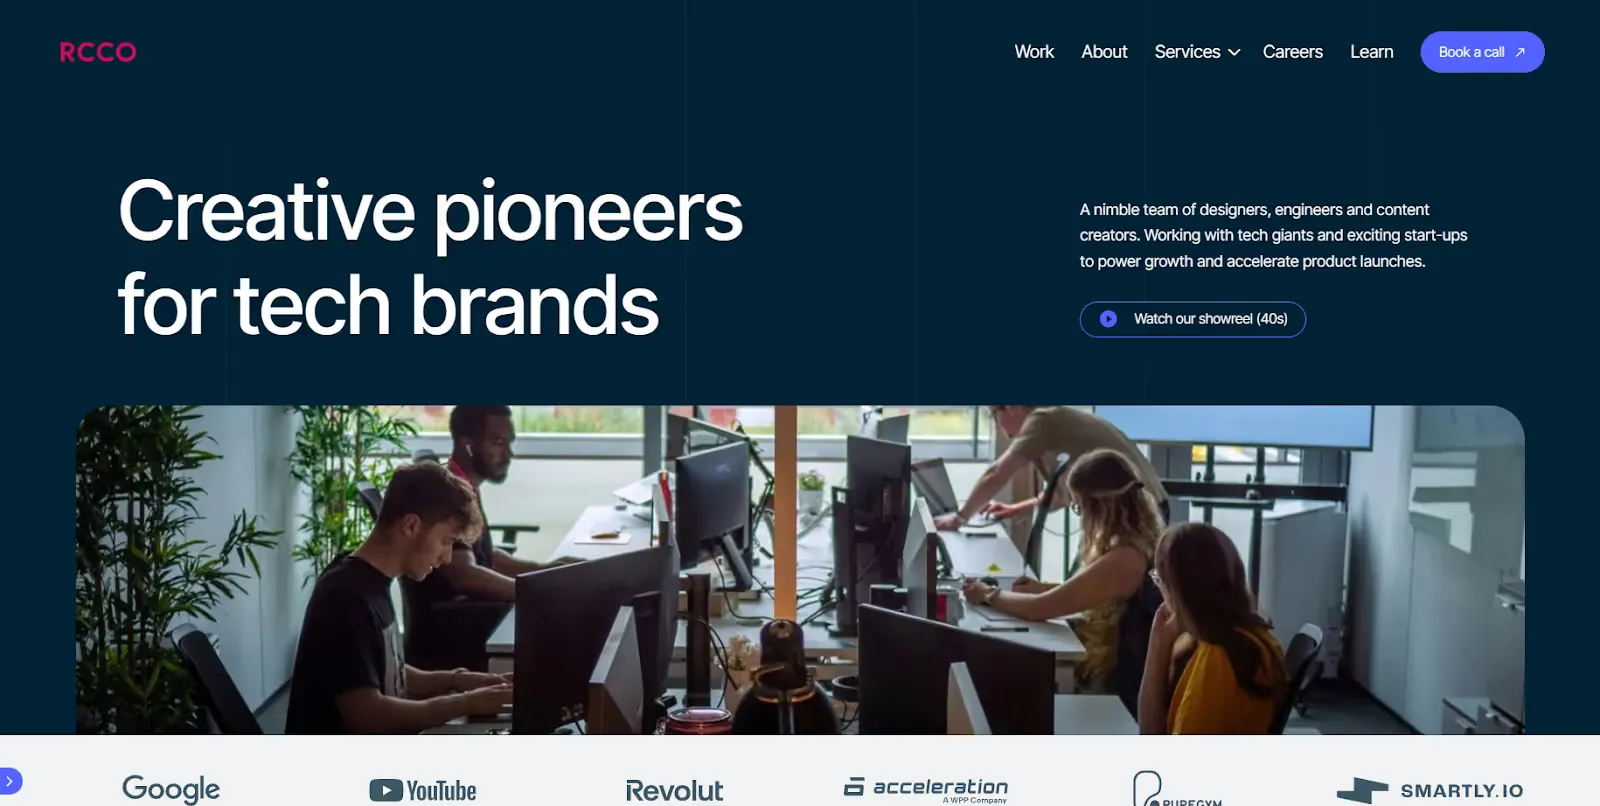 RCCO
Work
About
Services
Careers
Learn
Book a call
Creative pioneers
for tech brands
A nimble team of designers, engineers and content
creators. Working with tech giants and exciting start-ups
to power growth and accelerate product launches.
Watch our showreel (40s)
Google
YouTube
Revolut
acceleration
A WPP Company
PUREGYM
SMARTLY.IO